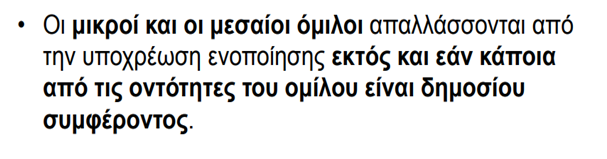 • Οι μικροί και οι μεσαίοι όμιλοι απαλλάσσονται από
την υποχρέωση ενοποίησης εκτός και εάν κάποια
από τις οντότητες του ομίλου είναι δημοσίου
συμφέροντος.